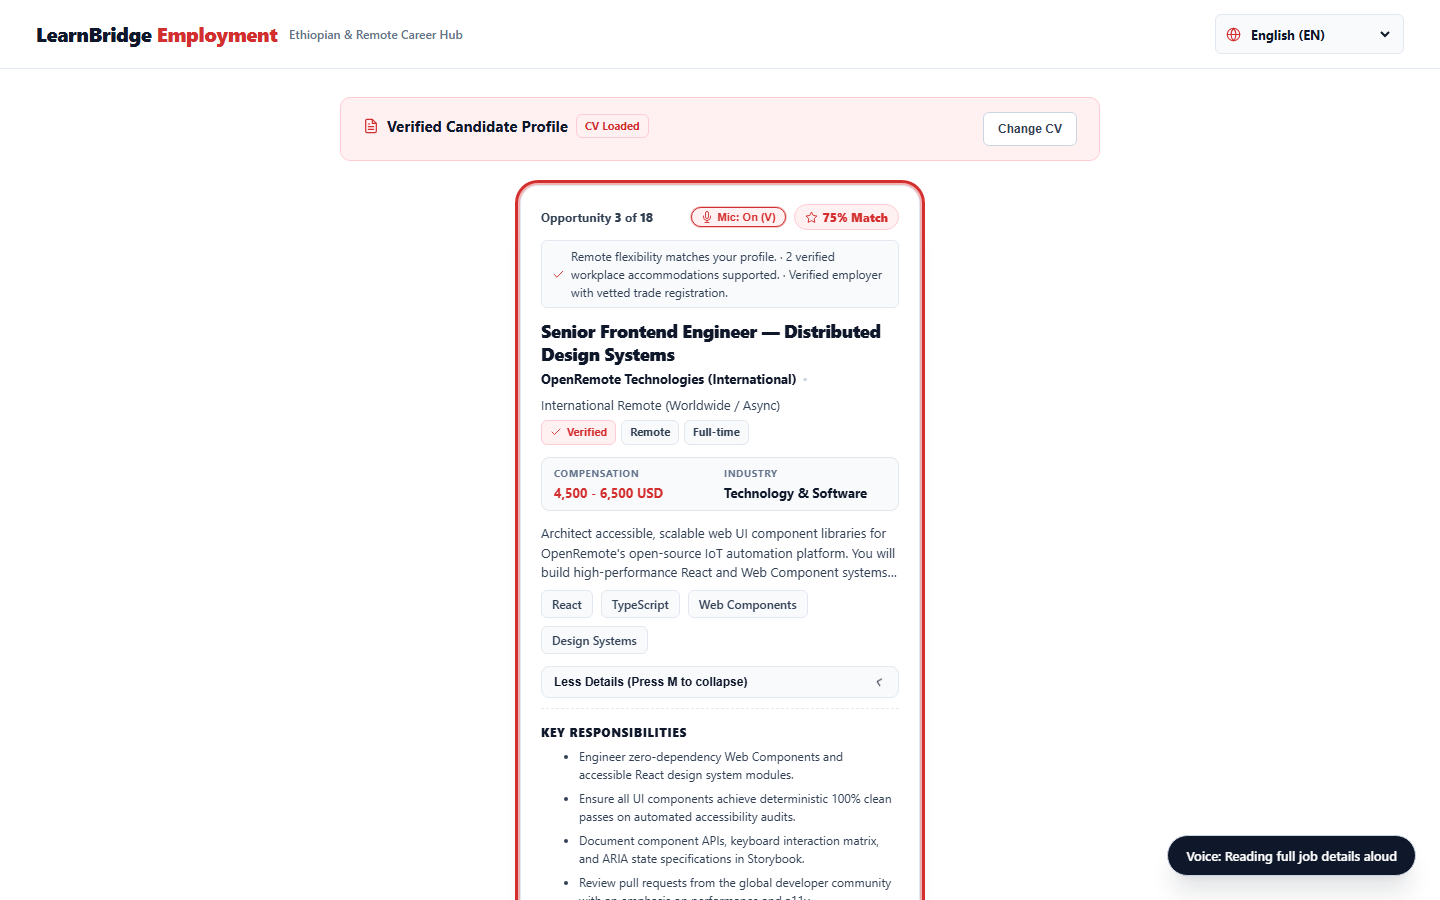 LearnBridge Employment Ethiopian & Remote Career Hub
English (EN)
Verified Candidate Profile CV Loaded
Change CV
Opportunity 3 of 18
Mic: On (V)
75% Match
Remote flexibility matches your profile. · 2 verified
workplace accommodations supported. · Verified employer
with vetted trade registration.
Senior Frontend Engineer — Distributed
Design Systems
OpenRemote Technologies (International) •
International Remote (Worldwide / Async)
Verified Remote Full-time
COMPENSATION
4,500 - 6,500 USD
INDUSTRY
Technology & Software
Architect accessible, scalable web UI component libraries for
OpenRemote's open-source IoT automation platform. You will
build high-performance React and Web Component systems...
React TypeScript Web Components
Design Systems
Less Details (Press M to collapse)
KEY RESPONSIBILITIES
• Engineer zero-dependency Web Components and
accessible React design system modules.
• Ensure all UI components achieve deterministic 100% clean
passes on automated accessibility audits.
• Document component APIs, keyboard interaction matrix,
and ARIA state specifications in Storybook.
• Review pull requests from the global developer community
with an emphasis on performance and a11y.
Voice: Reading full job details aloud